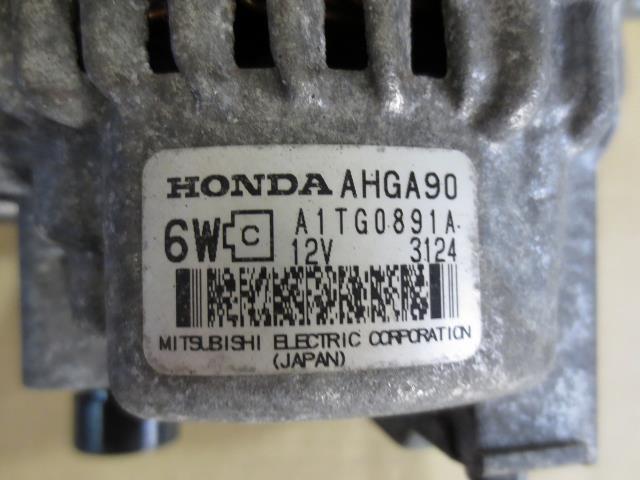 HONDA AHGA90
6W C A1TG0891A
12V 3124
MITSUBISHI ELECTRIC CORPORATION
(JAPAN)